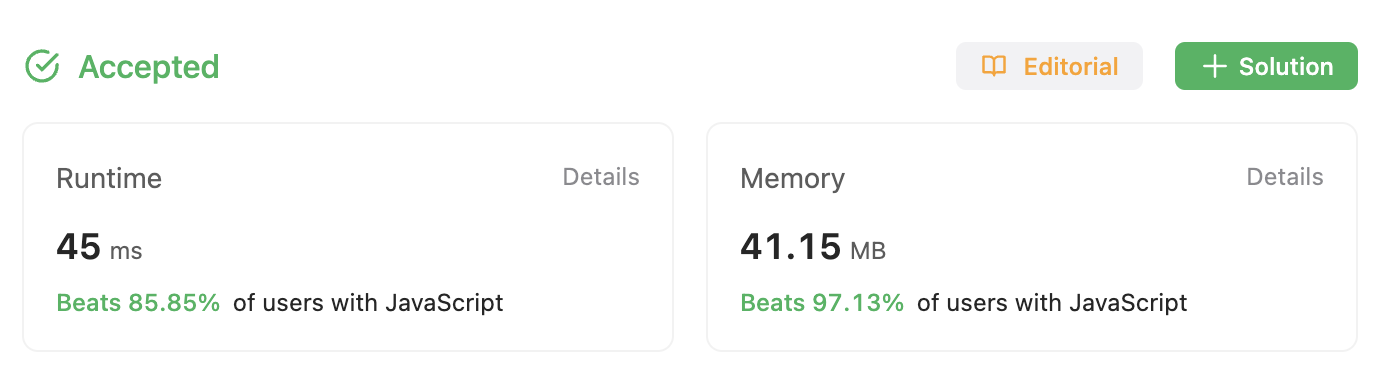 Accepted
Editorial
+ Solution
Runtime
Details
45 ms
Beats 85.85% of users with JavaScript
Memory
Details
41.15 MB
Beats 97.13% of users with JavaScript